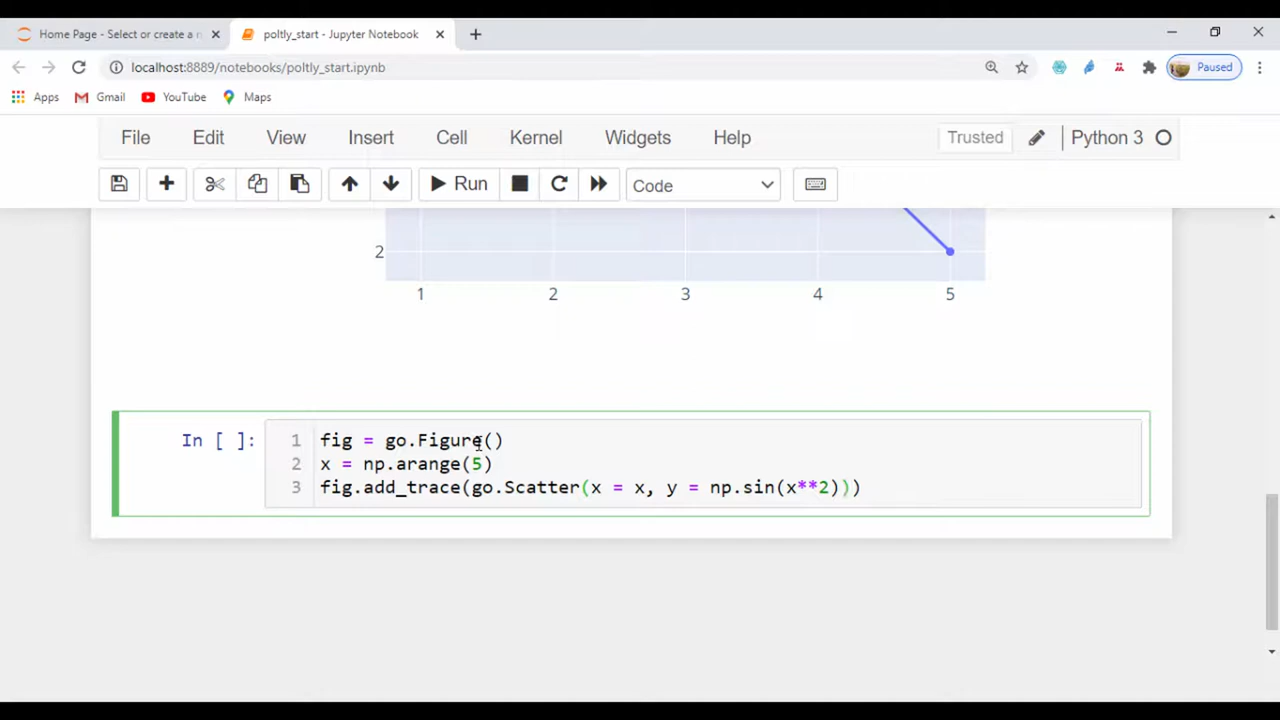 Home Page - Select or create a n
poltly_start - Jupyter Notebook
localhost:8889/notebooks/poltly_start.ipynb
Paused
Apps Gmail YouTube Maps
File Edit View Insert Cell Kernel Widgets Help Trusted Python 3
Run Code
2
1 2 3 4 5
In [ ]:
1 fig = go.Figure()
2 x = np.arange(5)
3 fig.add_trace(go.Scatter(x = x, y = np.sin(x**2)))